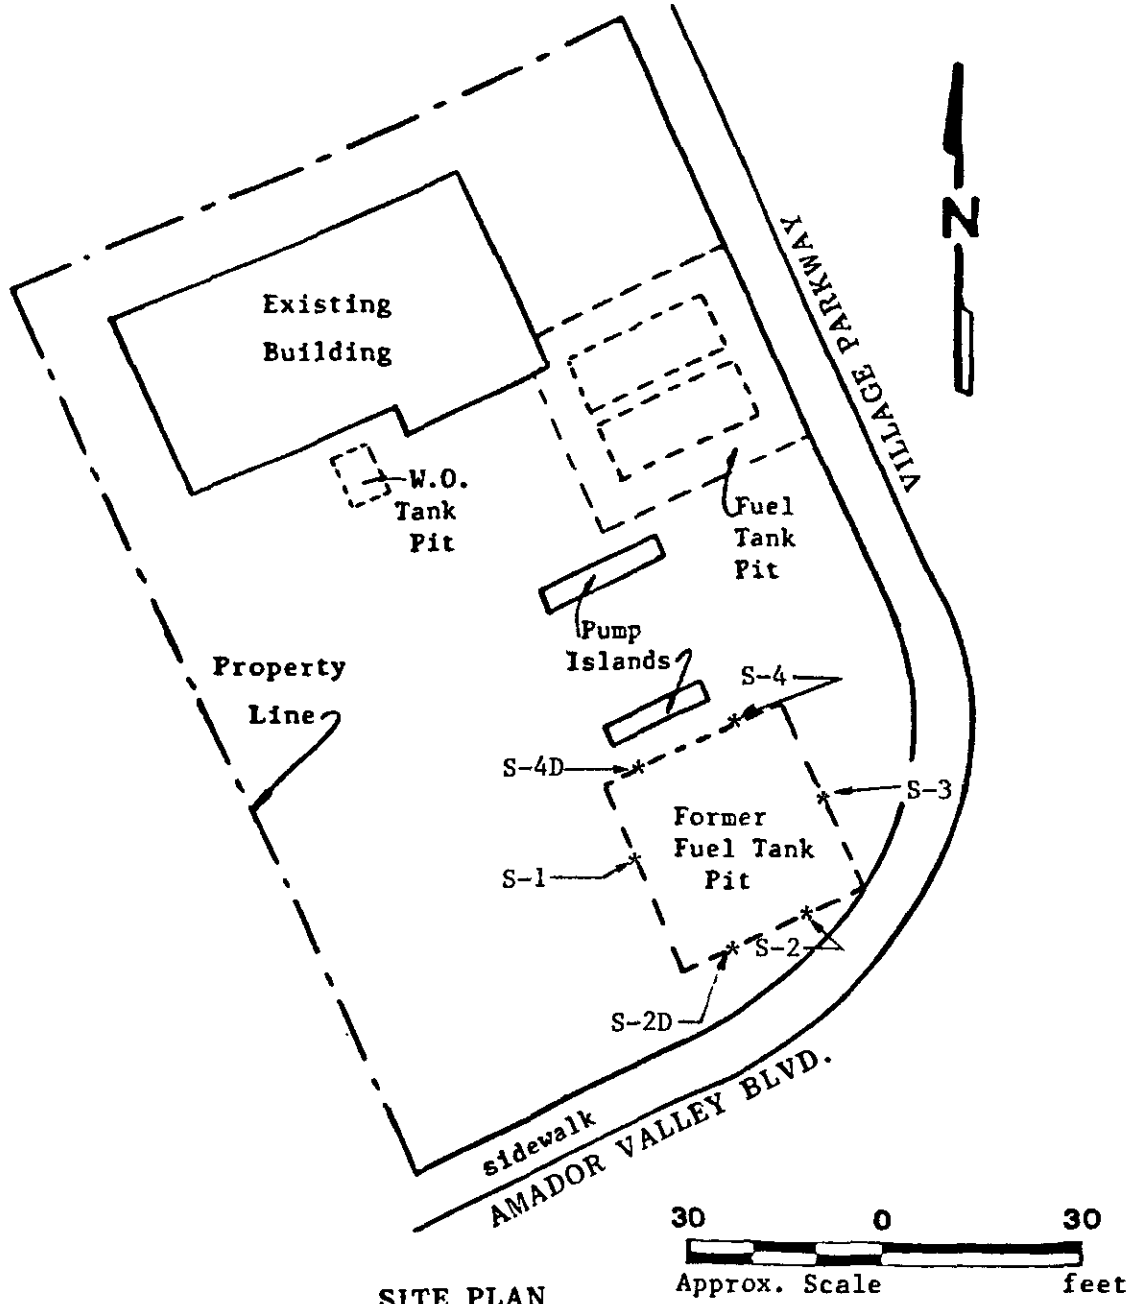 N
VILLAGE PARKWAY
Existing
Building
W.O.
Tank
Pit
Fuel
Tank
Pit
Pump
Islands
Property
Line
S-4
S-4D
S-3
Former
Fuel Tank
Pit
S-1
S-2
S-2D
sidewalk
AMADOR VALLEY BLVD.
30 0 30
Approx. Scale feet
SITE PLAN